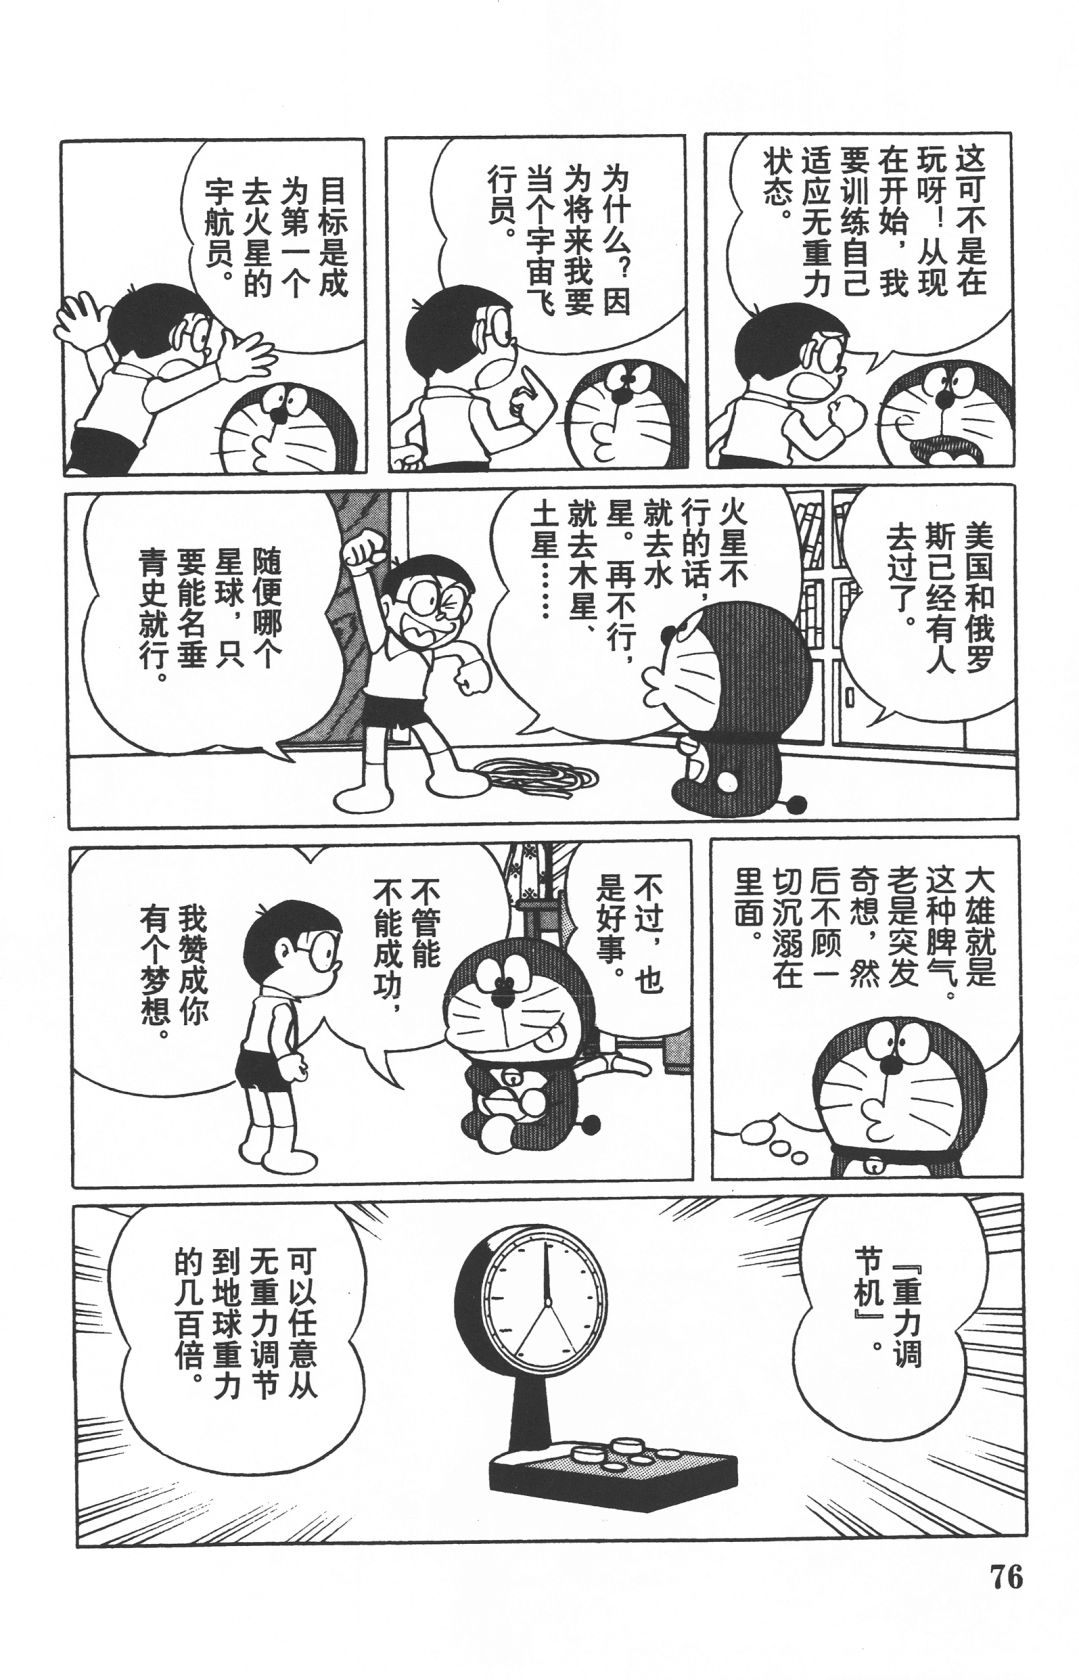 这可不是在
玩呀！从现
在开始，我
要训练自己
适应无重力
状态。
为什么？因
为将来我要
当个宇宙飞
行员。
目标是成
为第一个
去火星的
宇航员。
美国和俄罗
斯已经有人
去过了。
火星不
行的话，
就去水
星。再不行，
就去木星、
土星……
随便哪个
星球，只
要能名垂
青史就行。
大雄就是
这种脾气。
老是突发
奇想，然
后不顾一
切沉溺在
里面。
不过，也
是好事。
不管能
不能成功，
我赞成你
有个梦想。
『重力调
节机』。
可以任意从
无重力调节
到地球重力
的几百倍。
76